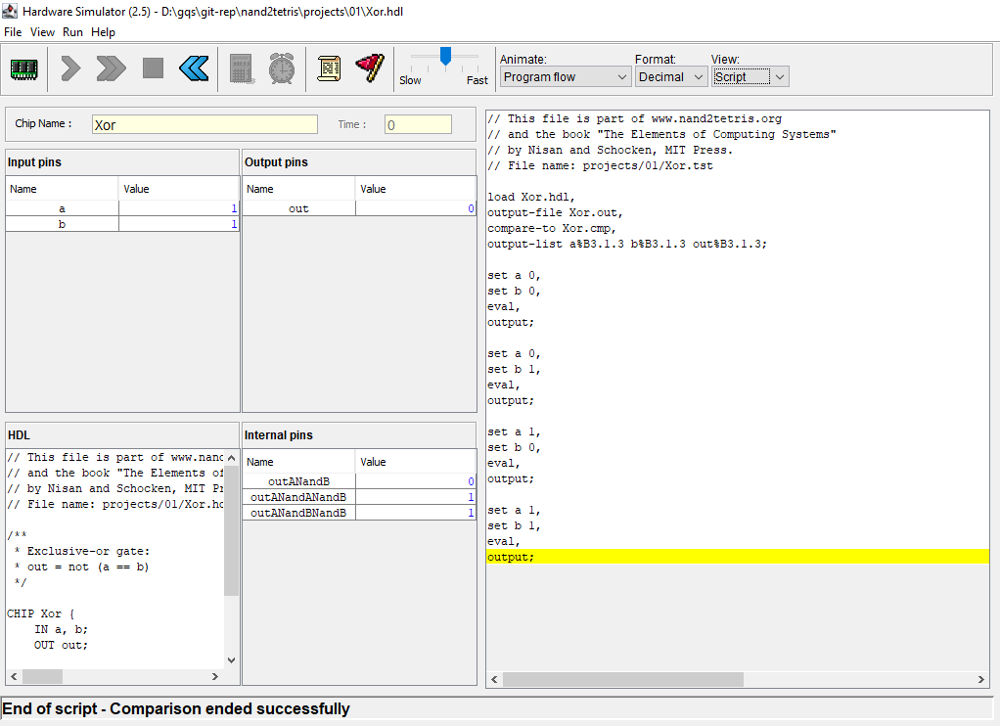 Hardware Simulator (2.5) - D:\gqs\git-rep\nand2tetris\projects\01\Xor.hdl
File View Run Help
Slow Fast
Animate: Format: View:
Program flow Decimal Script
Chip Name : Xor Time : 0
Input pins
Name Value
a 1
b 1
Output pins
Name Value
out 0
HDL
// This file is part of www.nand
// and the book "The Elements of
// by Nisan and Schocken, MIT Pr
// File name: projects/01/Xor.hd
/**
* Exclusive-or gate:
* out = not (a == b)
*/
CHIP Xor {
IN a, b;
OUT out;
Internal pins
Name Value
outANandB 0
outANandANandB 1
outANandBNandB 1
// This file is part of www.nand2tetris.org
// and the book "The Elements of Computing Systems"
// by Nisan and Schocken, MIT Press.
// File name: projects/01/Xor.tst
load Xor.hdl,
output-file Xor.out,
compare-to Xor.cmp,
output-list a%B3.1.3 b%B3.1.3 out%B3.1.3;
set a 0,
set b 0,
eval,
output;
set a 0,
set b 1,
eval,
output;
set a 1,
set b 0,
eval,
output;
set a 1,
set b 1,
eval,
output;
End of script - Comparison ended successfully